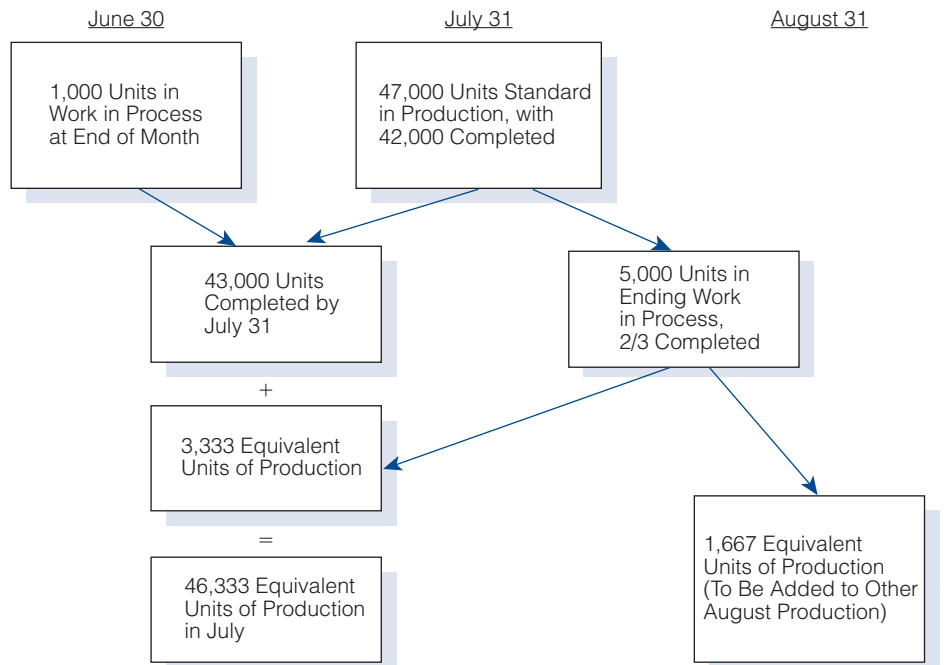 June 30
July 31
August 31
1,000 Units in
Work in Process
at End of Month
47,000 Units Standard
in Production, with
42,000 Completed
43,000 Units
Completed by
July 31
5,000 Units in
Ending Work
in Process,
2/3 Completed
+
3,333 Equivalent
Units of Production
=
46,333 Equivalent
Units of Production
in July
1,667 Equivalent
Units of Production
(To Be Added to Other
August Production)